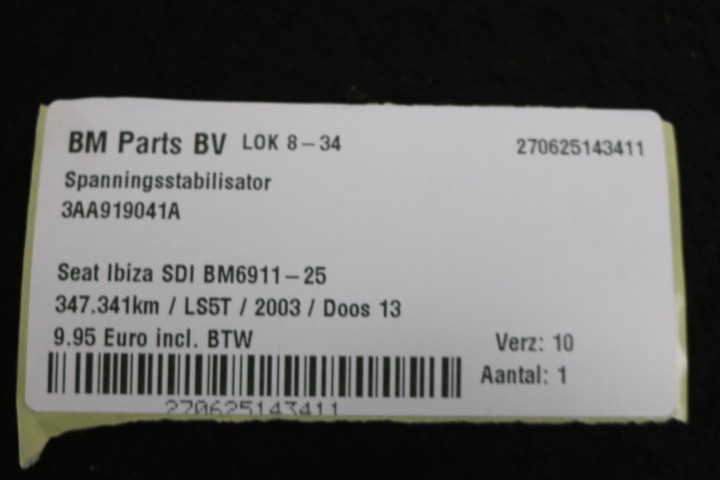 BM Parts BV LOK 8-34 270625143411
Spanningsstabilisator
3AA919041A
Seat Ibiza SDI BM6911-25
347.341km / LS5T / 2003 / Doos 13
9.95 Euro incl. BTW Verz: 10
Aantal: 1
270625143411